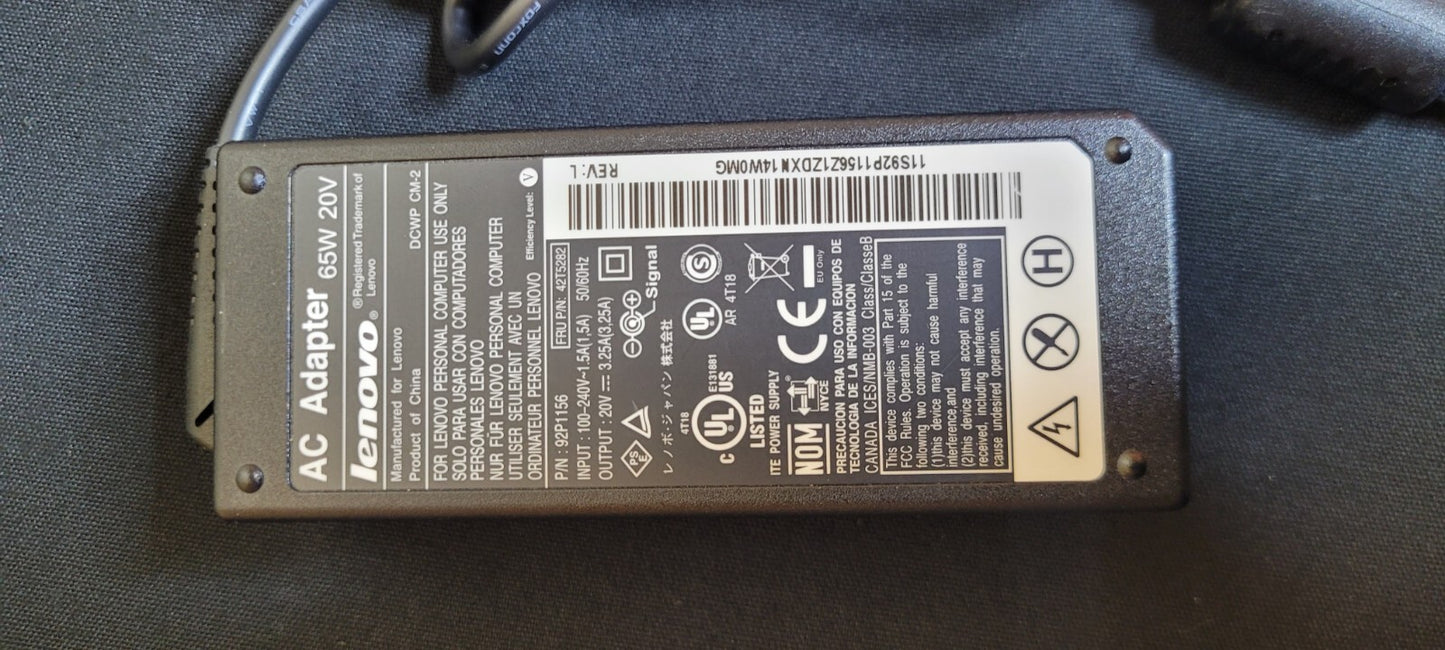 AC Adapter 65W 20V
lenovo® ®Registered Trademark of
Lenovo
Manufactured for Lenovo
Product of China DCWP CM-2
FOR LENOVO PERSONAL COMPUTER USE ONLY
SOLO PARA USAR CON COMPUTADORES
PERSONALES LENOVO
NUR FÜR LENOVO PERSONAL COMPUTER
UTILISER SEULEMENT AVEC UN
ORDINATEUR PERSONNEL LENOVO
Efficiency Level: V
P/N : 92P1156 FRU P/N: 42T5282
INPUT : 100-240V~1.5A(1.5A) 50/60Hz
OUTPUT : 20V ⎓ 3.25A(3.25A)
PS
E
Signal
レノボ・ジャパン 株式会社
4T18
c UL US E131881
LISTED
UL
S
AR 4T18
ITE POWER SUPPLY
NOM
NYCE
CE
EU Only
PRECAUCION PARA USO CON EQUIPOS DE
TECNOLOGIA DE LA INFORMACION
CANADA ICES/NMB-003 Class/ClasseB
This device complies with Part 15 of the
FCC Rules. Operation is subject to the
following two conditions:
(1)this device may not cause harmful
interference,and
(2)this device must accept any interference
received, including interference that may
cause undesired operation.
H
REV: L
11S92P1156Z1ZDXN14W0MG
FOXCONN